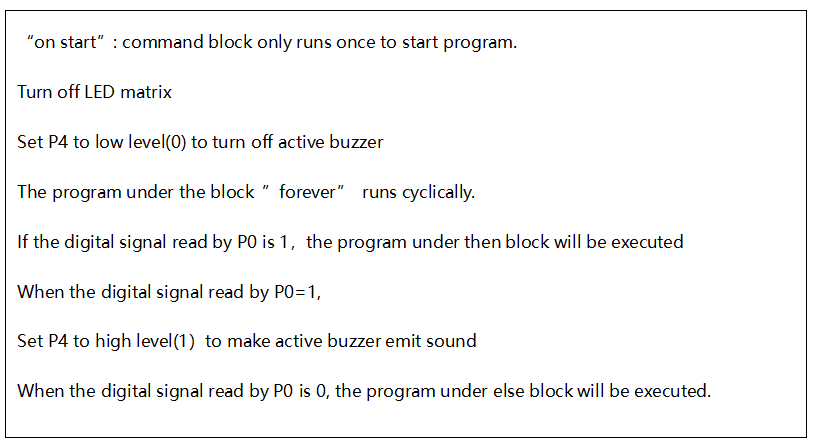 “on start”: command block only runs once to start program.
Turn off LED matrix
Set P4 to low level(0) to turn off active buzzer
The program under the block ”forever” runs cyclically.
If the digital signal read by P0 is 1, the program under then block will be executed
When the digital signal read by P0=1,
Set P4 to high level(1) to make active buzzer emit sound
When the digital signal read by P0 is 0, the program under else block will be executed.